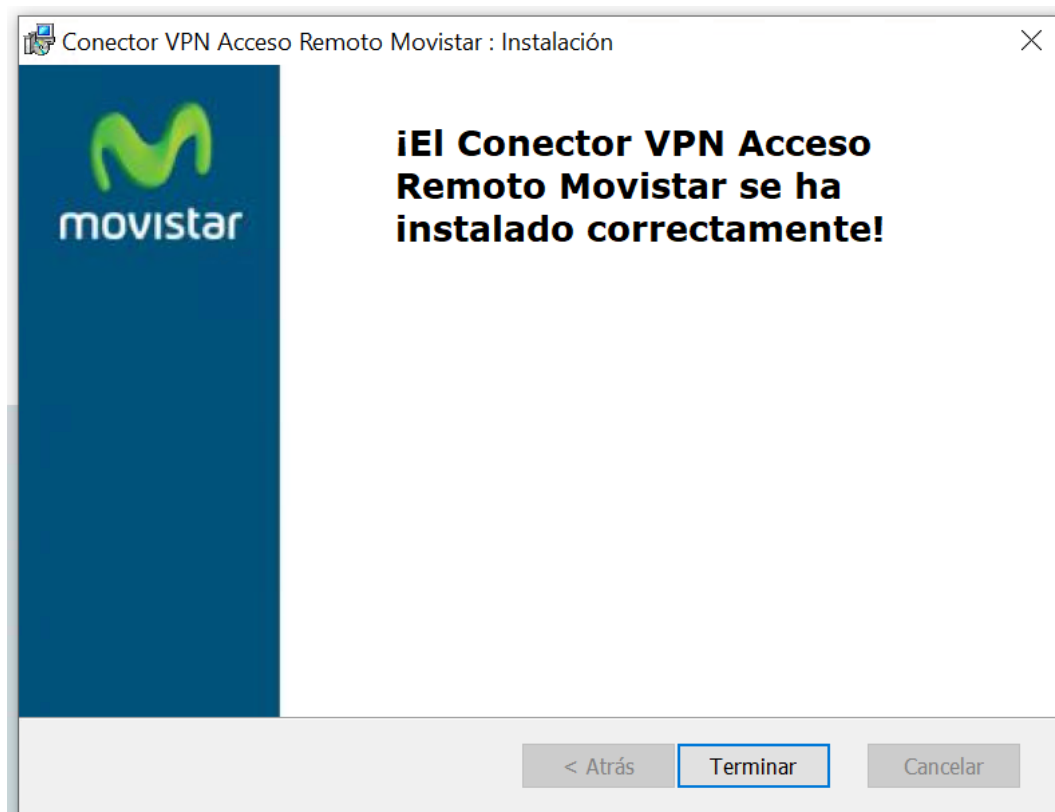 Conector VPN Acceso Remoto Movistar : Instalación
movistar
¡El Conector VPN Acceso
Remoto Movistar se ha
instalado correctamente!
< Atrás
Terminar
Cancelar